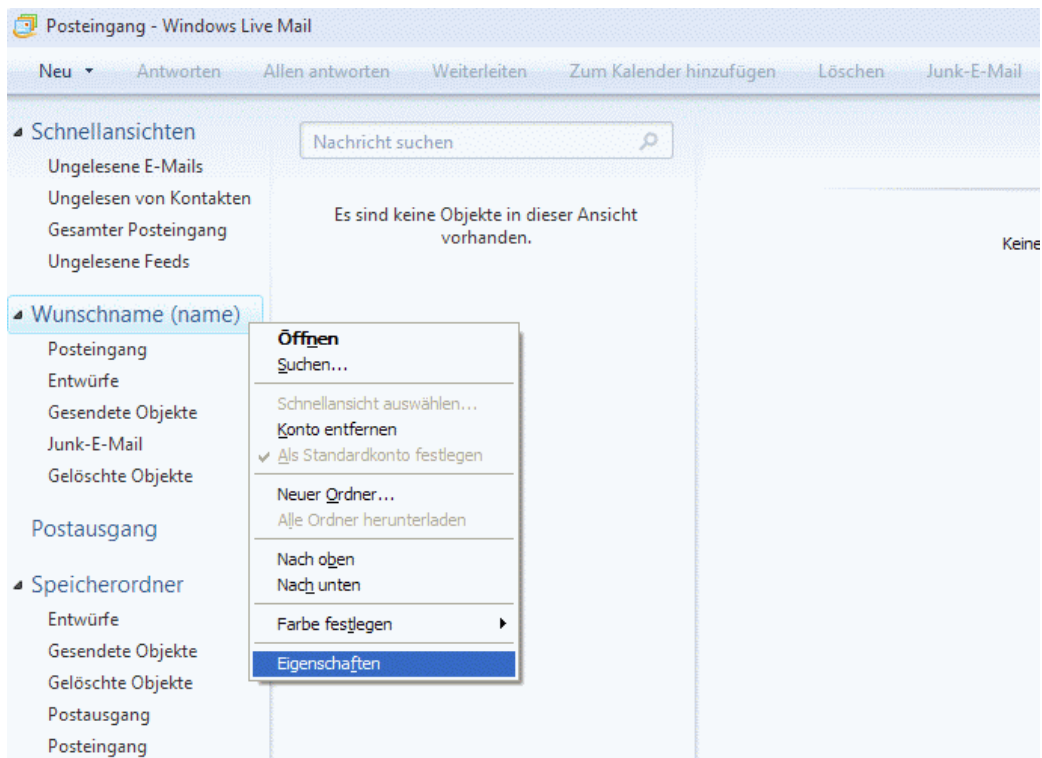 Posteingang - Windows Live Mail
Neu Antworten Allen antworten Weiterleiten Zum Kalender hinzufügen Löschen Junk-E-Mail
Schnellansichten
Ungelesene E-Mails
Ungelesen von Kontakten
Gesamter Posteingang
Ungelesene Feeds
Wunschname (name)
Posteingang
Entwürfe
Gesendete Objekte
Junk-E-Mail
Gelöschte Objekte
Postausgang
Speicherordner
Entwürfe
Gesendete Objekte
Gelöschte Objekte
Postausgang
Posteingang
Nachricht suchen
Es sind keine Objekte in dieser Ansicht
vorhanden.
Öffnen
Suchen...
Schnellansicht auswählen...
Konto entfernen
Als Standardkonto festlegen
Neuer Ordner...
Alle Ordner herunterladen
Nach oben
Nach unten
Farbe festlegen
Eigenschaften
Keine